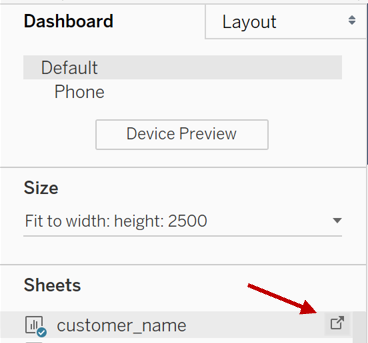 Dashboard
Layout
Default
Phone
Device Preview
Size
Fit to width: height: 2500
Sheets
customer_name